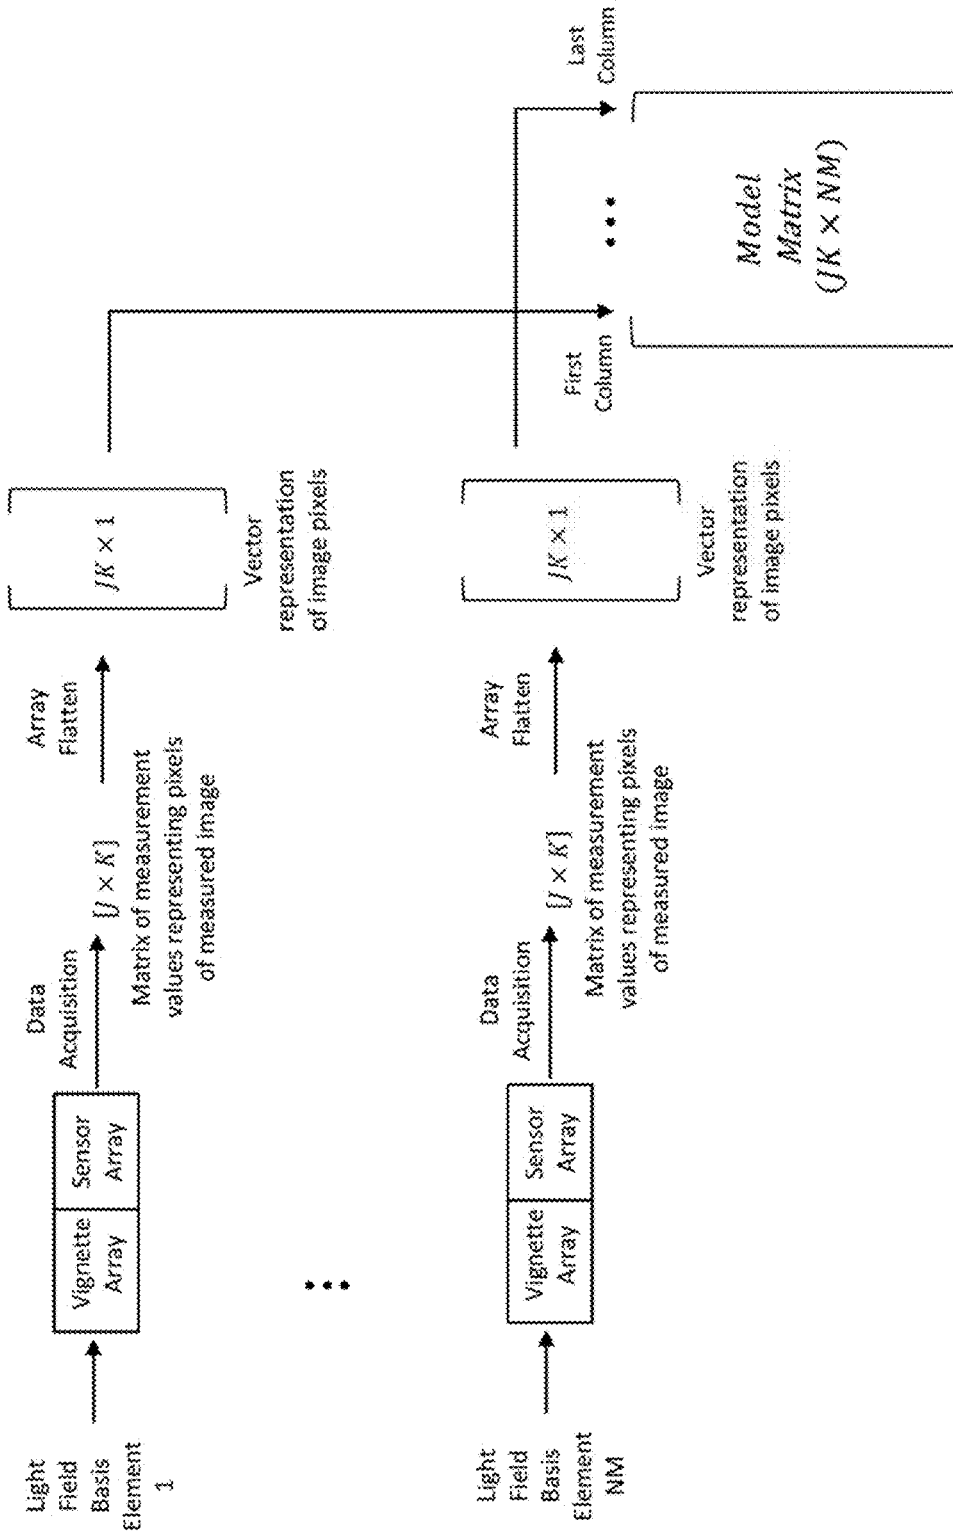 Light
Field
Basis
Element
1
Vignette
Array
Sensor
Array
Data
Acquisition
[J × K]
Matrix of measurement
values representing pixels
of measured image
Array
Flatten
JK × 1
Vector
representation
of image pixels
Light
Field
Basis
Element
NM
Vignette
Array
Sensor
Array
Data
Acquisition
[J × K]
Matrix of measurement
values representing pixels
of measured image
Array
Flatten
JK × 1
Vector
representation
of image pixels
First
Column
Last
Column
Model
Matrix
(JK × NM)